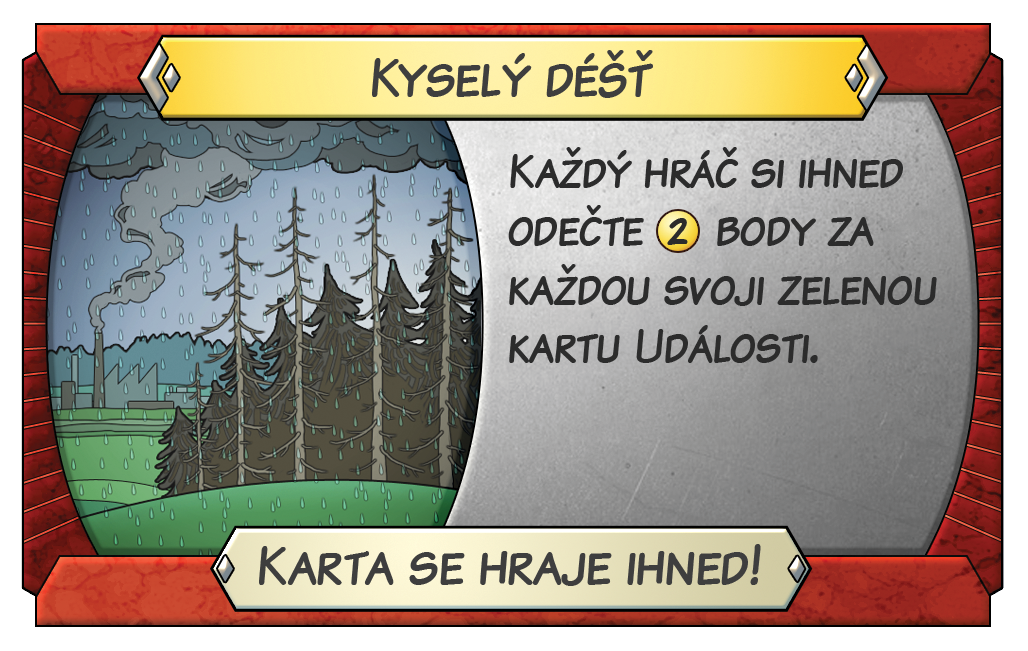 Kyselý déšť
Každý hráč si ihned
odečte 2 body za
každou svoji zelenou
kartu Události.
Karta se hraje ihned!